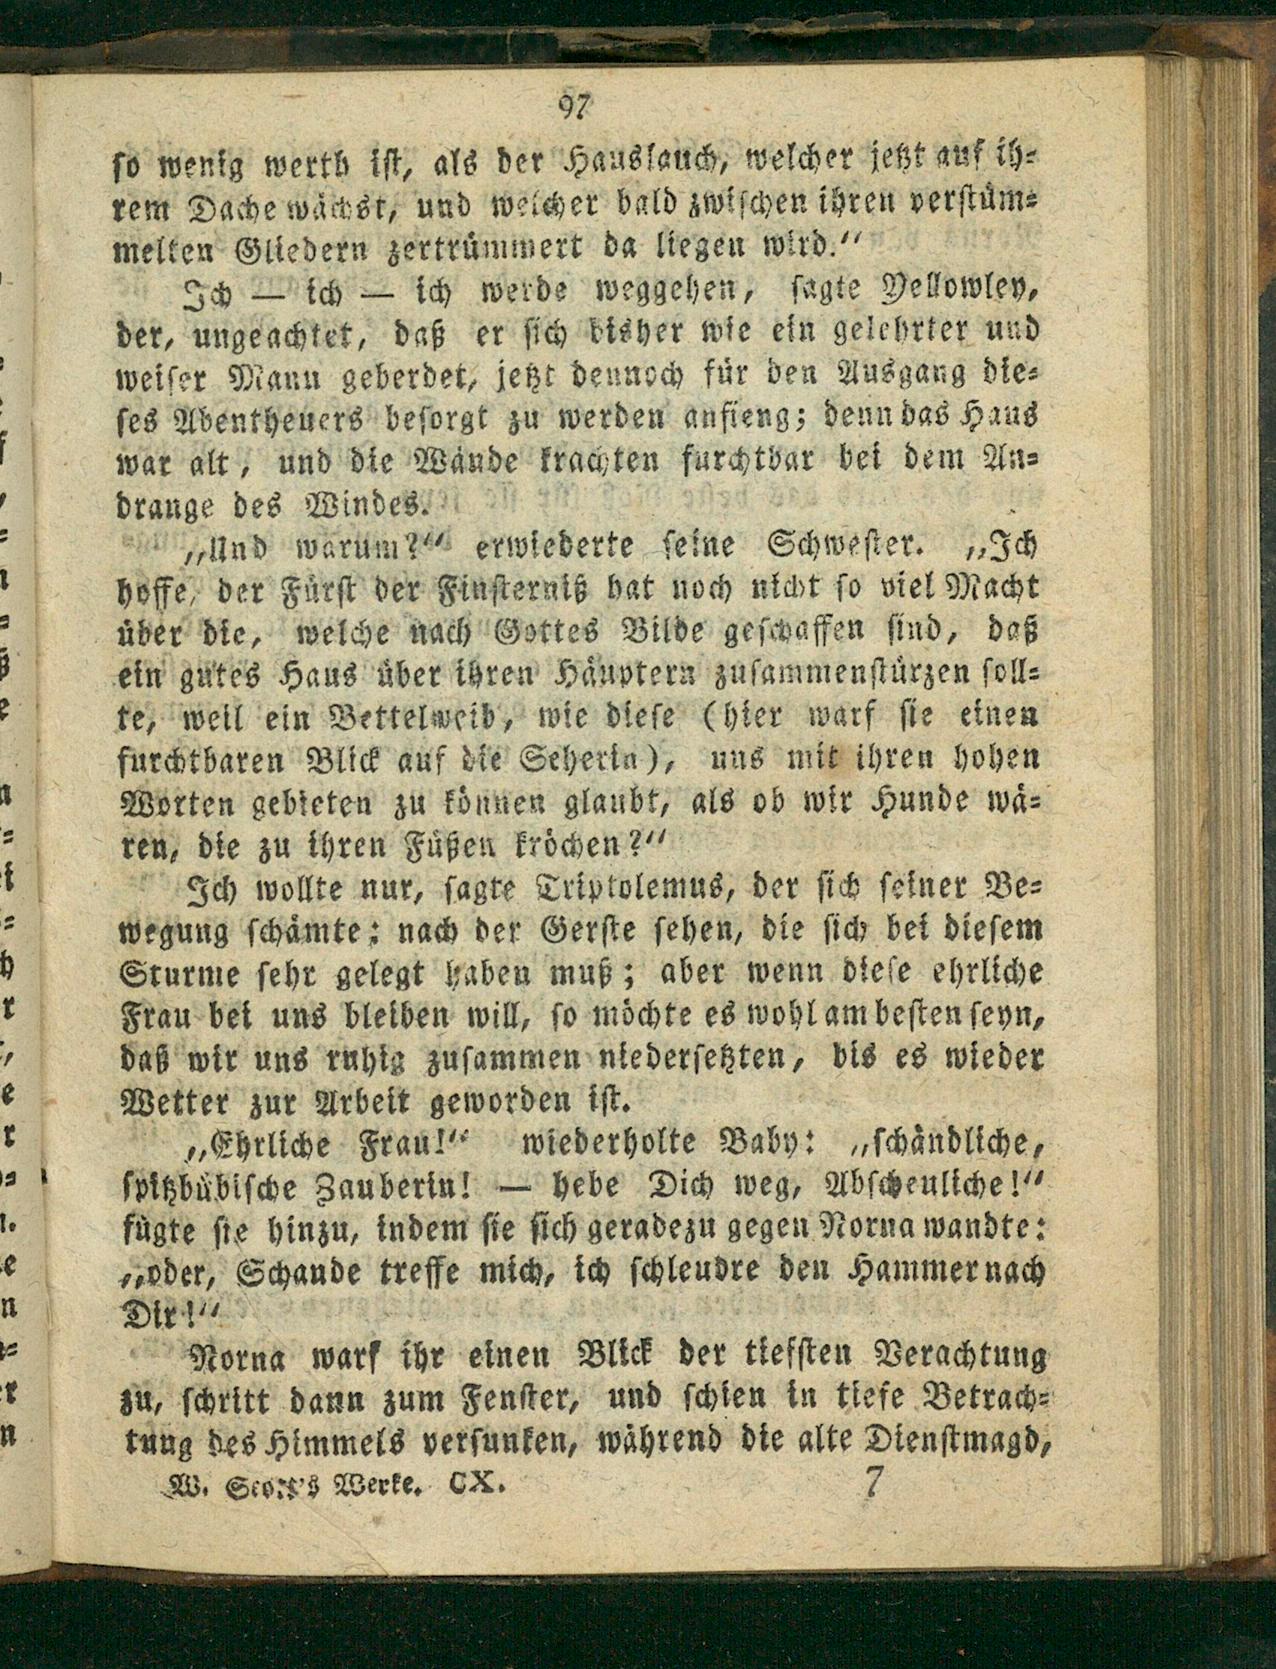 97
so wenig werth ist, als der Hauslauch, welcher jetzt auf ih-
rem Dache wächst, und welcher bald zwischen ihren verstüm-
melten Gliedern zertrümmert da liegen wird.“
Ich — ich — ich werde weggehen, sagte Yellowley,
der, ungeachtet, daß er sich bisher wie ein gelehrter und
weiser Mann geberdet, jetzt dennoch für den Ausgang die-
ses Abentheuers besorgt zu werden anfieng; denn das Haus
war alt, und die Wände krachten furchtbar bei dem An-
drange des Windes.
„Und warum?“ erwiederte seine Schwester. „Ich
hoffe, der Fürst der Finsterniß hat noch nicht so viel Macht
über die, welche nach Gottes Bilde geschaffen sind, daß
ein gutes Haus über ihren Häuptern zusammenstürzen soll-
te, weil ein Bettelweib, wie diese (hier warf sie einen
furchtbaren Blick auf die Seherin), uns mit ihren hohen
Worten gebieten zu können glaubt, als ob wir Hunde wä-
ren, die zu ihren Füßen kröchen?“
Ich wollte nur, sagte Triptolemus, der sich seiner Be-
wegung schämte: nach der Gerste sehen, die sich bei diesem
Sturme sehr gelegt haben muß; aber wenn diese ehrliche
Frau bei uns bleiben will, so möchte es wohl am besten seyn,
daß wir uns ruhig zusammen niedersetzten, bis es wieder
Wetter zur Arbeit geworden ist.
„Ehrliche Frau!“ wiederholte Baby: „schändliche,
spitzbübische Zauberin! — hebe Dich weg, Abscheuliche!“
fügte sie hinzu, indem sie sich geradezu gegen Norna wandte:
„oder, Schande treffe mich, ich schleudre den Hammer nach
Dir!“
Norna warf ihr einen Blick der tiefsten Verachtung
zu, schritt dann zum Fenster, und schien in tiefe Betrach-
tung des Himmels versunken, während die alte Dienstmagd,
W. Scott's Werke. CX. 7